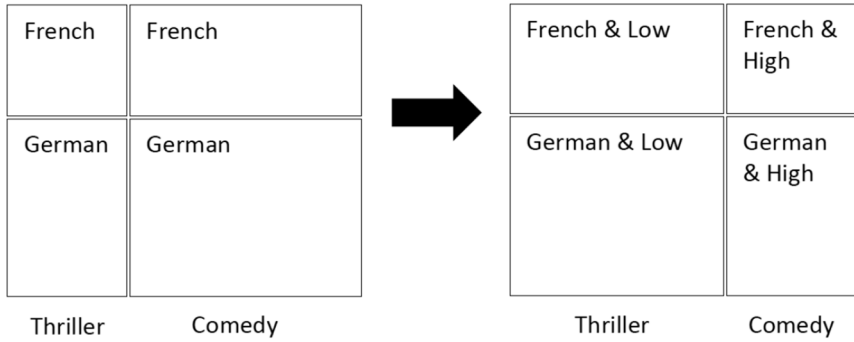 French
French
German
German
Thriller
Comedy
French & Low
French &
High
German & Low
German
& High
Thriller
Comedy